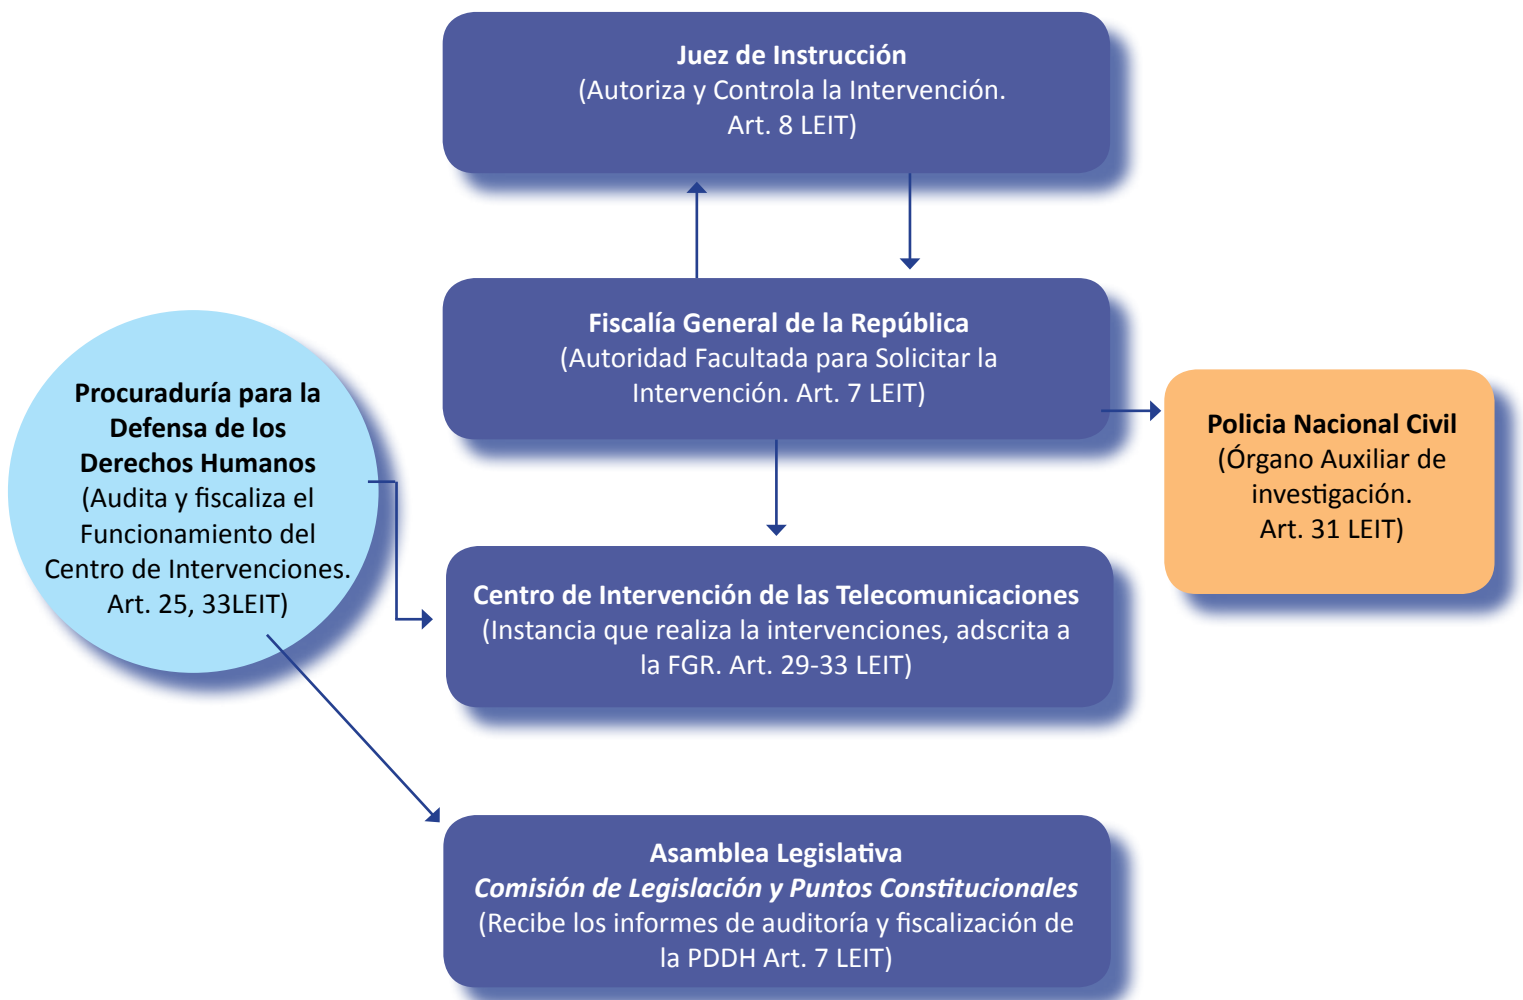 Juez de Instrucción
(Autoriza y Controla la Intervención.
Art. 8 LEIT)
Fiscalía General de la República
(Autoridad Facultada para Solicitar la
Intervención. Art. 7 LEIT)
Procuraduría para la
Defensa de los
Derechos Humanos
(Audita y fiscaliza el
Funcionamiento del
Centro de Intervenciones.
Art. 25, 33LEIT)
Policia Nacional Civil
(Órgano Auxiliar de
investigación.
Art. 31 LEIT)
Centro de Intervención de las Telecomunicaciones
(Instancia que realiza la intervenciones, adscrita a
la FGR. Art. 29-33 LEIT)
Asamblea Legislativa
Comisión de Legislación y Puntos Constitucionales
(Recibe los informes de auditoría y fiscalización de
la PDDH Art. 7 LEIT)